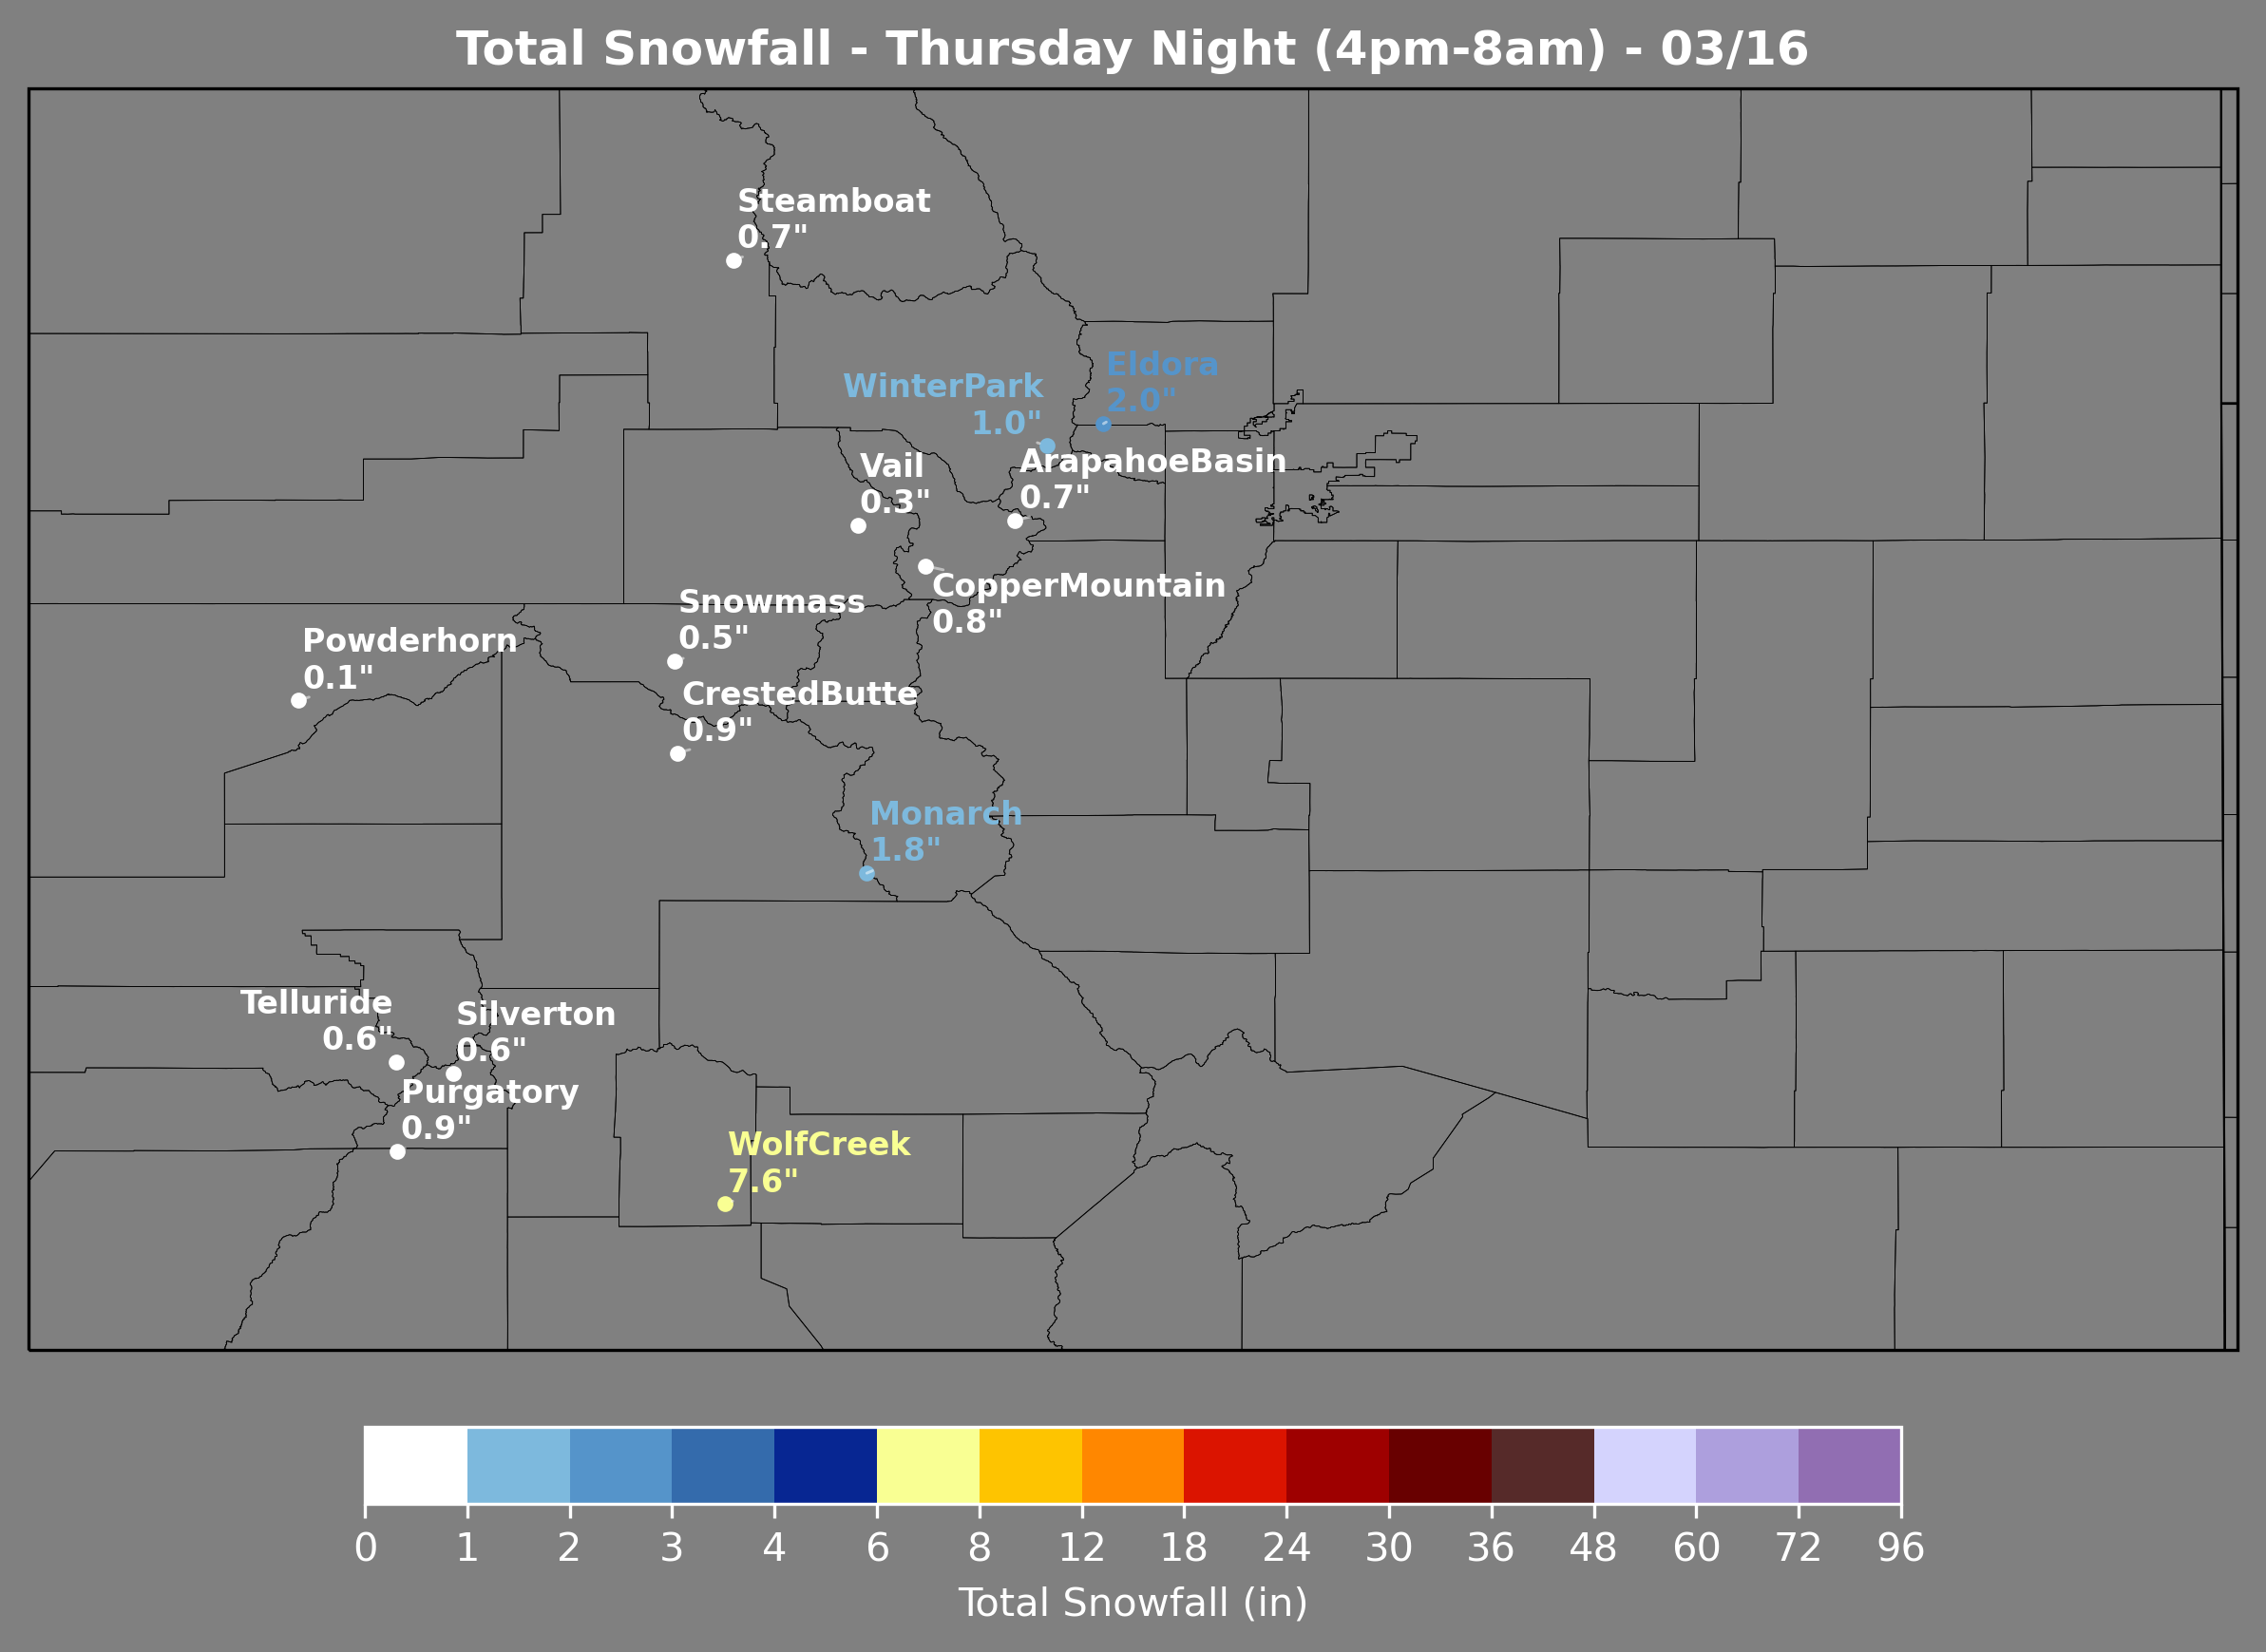 Total Snowfall - Thursday Night (4pm-8am) - 03/16
Steamboat
0.7"
Eldora
2.0"
WinterPark
1.0"
ArapahoeBasin
0.7"
Vail
0.3"
CopperMountain
0.8"
Snowmass
0.5"
Powderhorn
0.1"
CrestedButte
0.9"
Monarch
1.8"
Telluride
0.6"
Silverton
0.6"
Purgatory
0.9"
WolfCreek
7.6"
0 1 2 3 4 6 8 12 18 24 30 36 48 60 72 96
Total Snowfall (in)